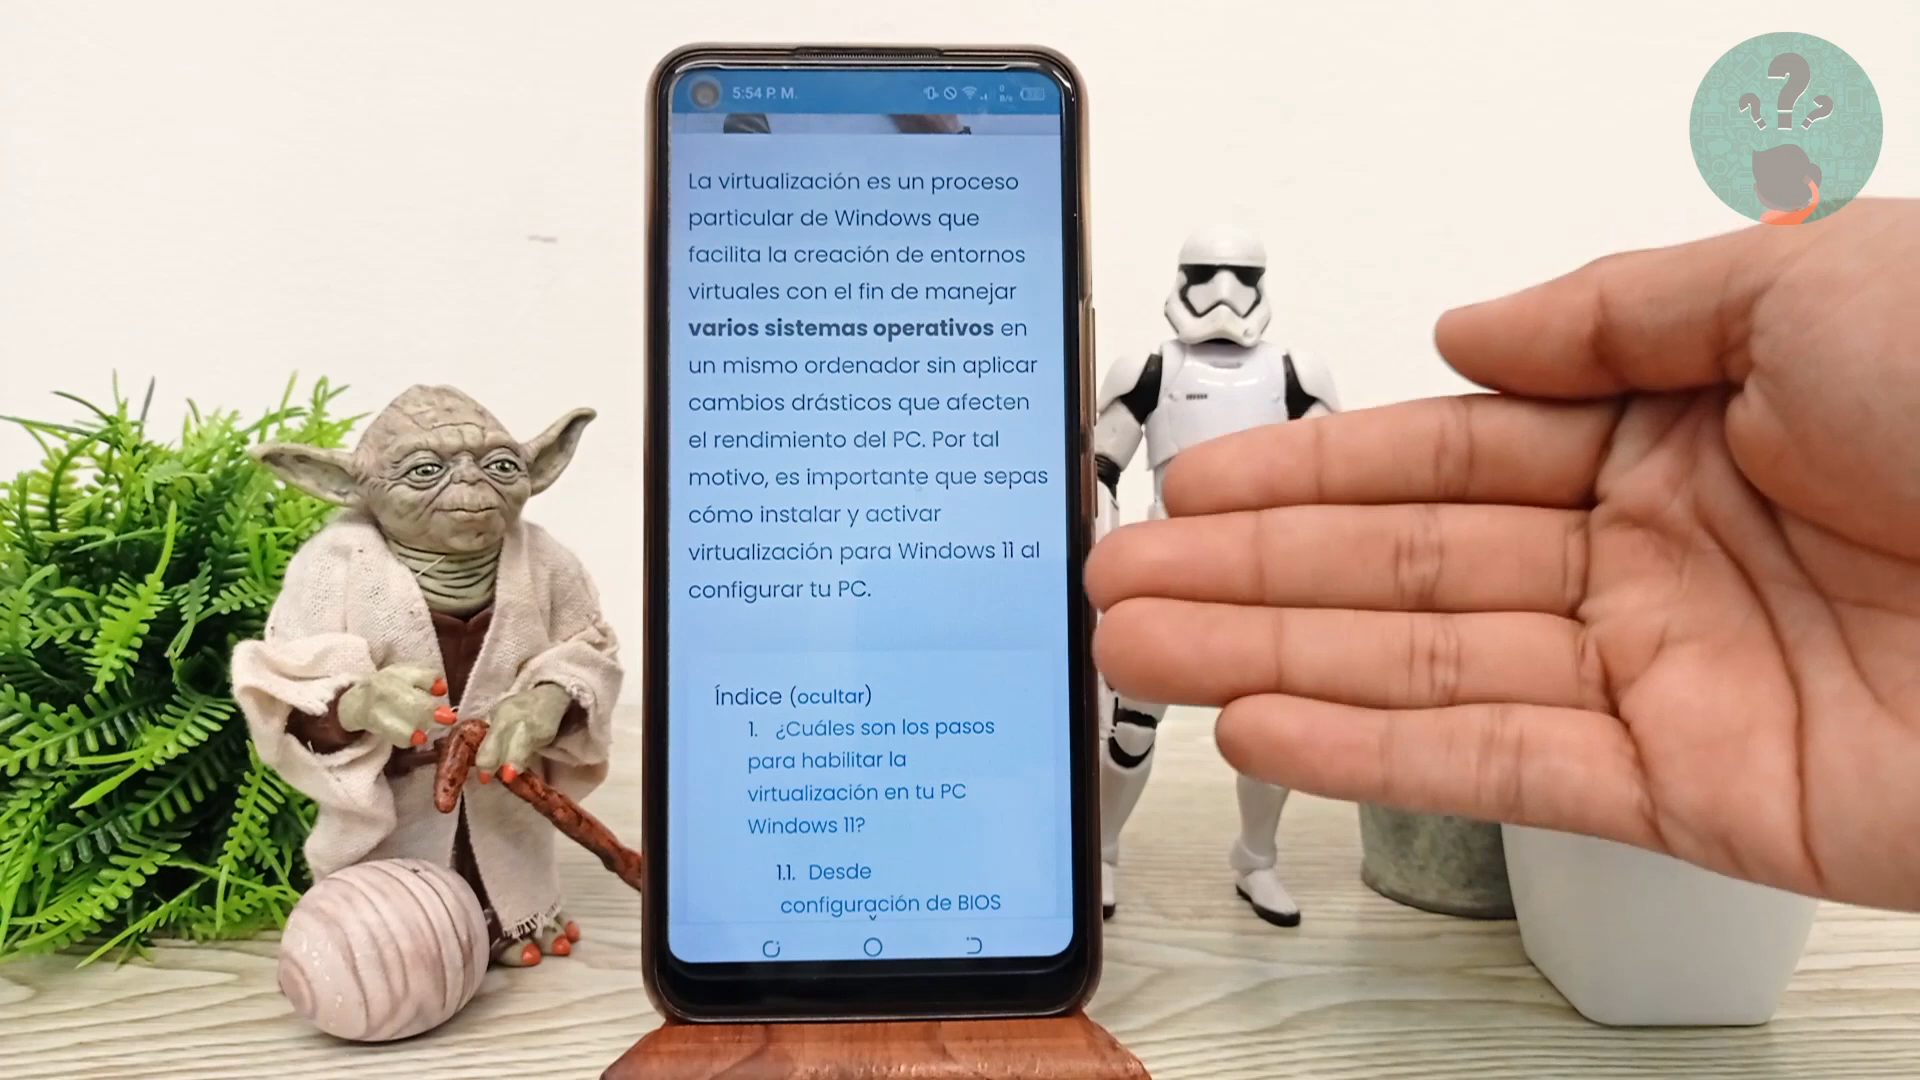 5:54 P. M.
La virtualización es un proceso
particular de Windows que
facilita la creación de entornos
virtuales con el fin de manejar
varios sistemas operativos en
un mismo ordenador sin aplicar
cambios drásticos que afecten
el rendimiento del PC. Por tal
motivo, es importante que sepas
cómo instalar y activar
virtualización para Windows 11 al
configurar tu PC.
Índice (ocultar)
1. ¿Cuáles son los pasos
para habilitar la
virtualización en tu PC
Windows 11?
1.1. Desde
configuración de BIOS